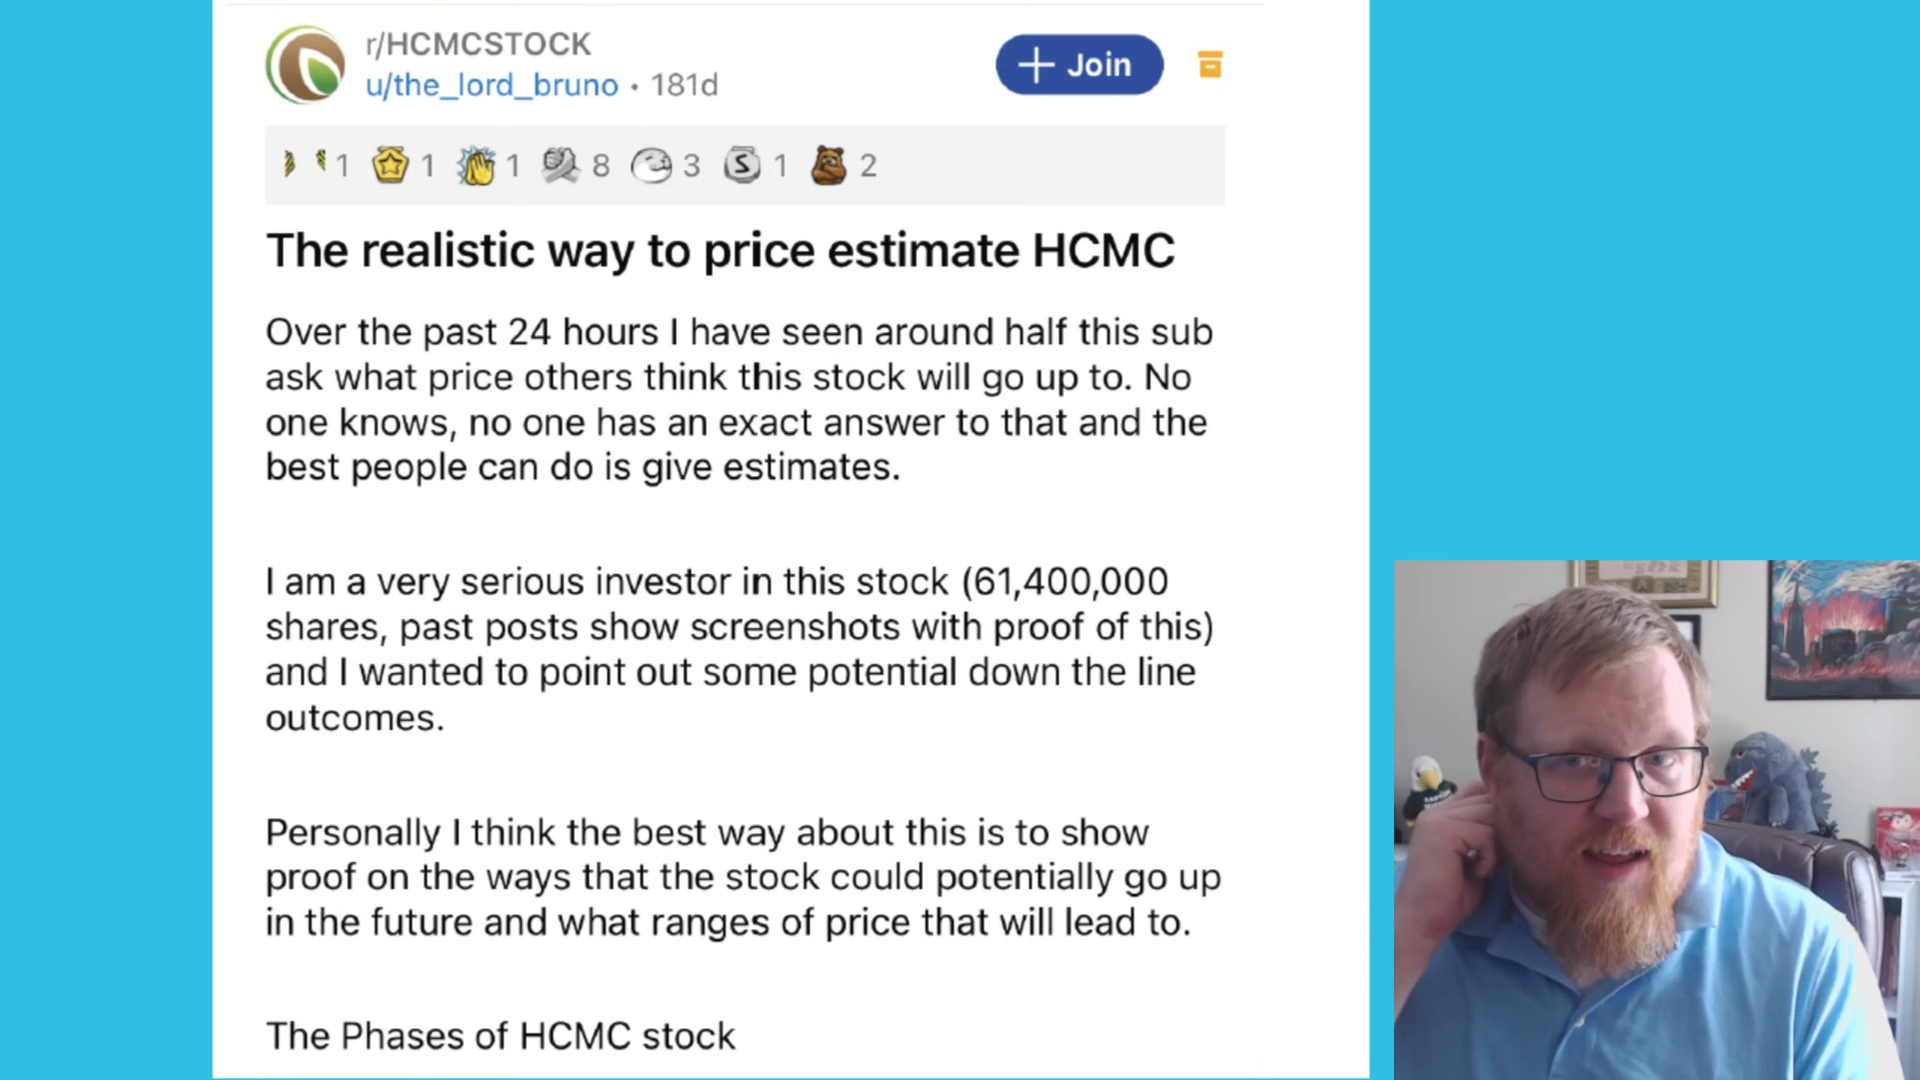 r/HCMCSTOCK
u/the_lord_bruno • 181d
+ Join
1 1 1 8 3 S 1 2
The realistic way to price estimate HCMC
Over the past 24 hours I have seen around half this sub
ask what price others think this stock will go up to. No
one knows, no one has an exact answer to that and the
best people can do is give estimates.
I am a very serious investor in this stock (61,400,000
shares, past posts show screenshots with proof of this)
and I wanted to point out some potential down the line
outcomes.
Personally I think the best way about this is to show
proof on the ways that the stock could potentially go up
in the future and what ranges of price that will lead to.
The Phases of HCMC stock